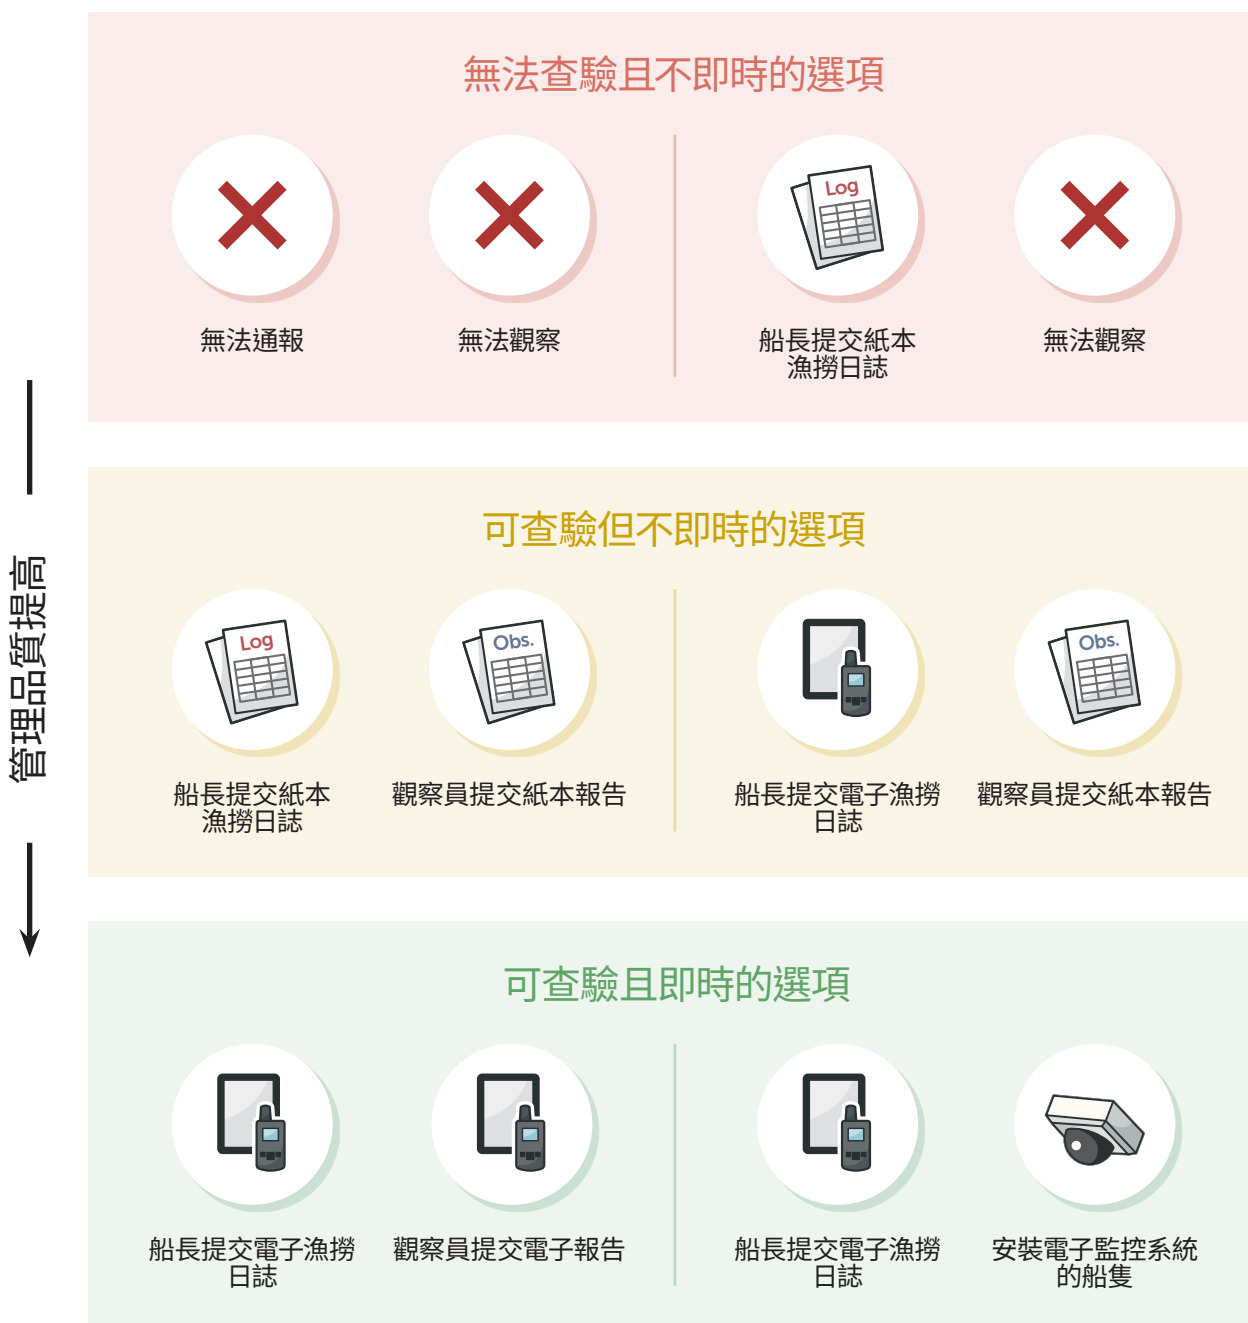 無法查驗且不即時的選項
Log
無法通報
無法觀察
船長提交紙本
漁撈日誌
無法觀察
管理品質提高
可查驗但不即時的選項
Log
Obs.
Obs.
船長提交紙本
漁撈日誌
觀察員提交紙本報告
船長提交電子漁撈
日誌
觀察員提交紙本報告
可查驗且即時的選項
船長提交電子漁撈
日誌
觀察員提交電子報告
船長提交電子漁撈
日誌
安裝電子監控系統
的船隻